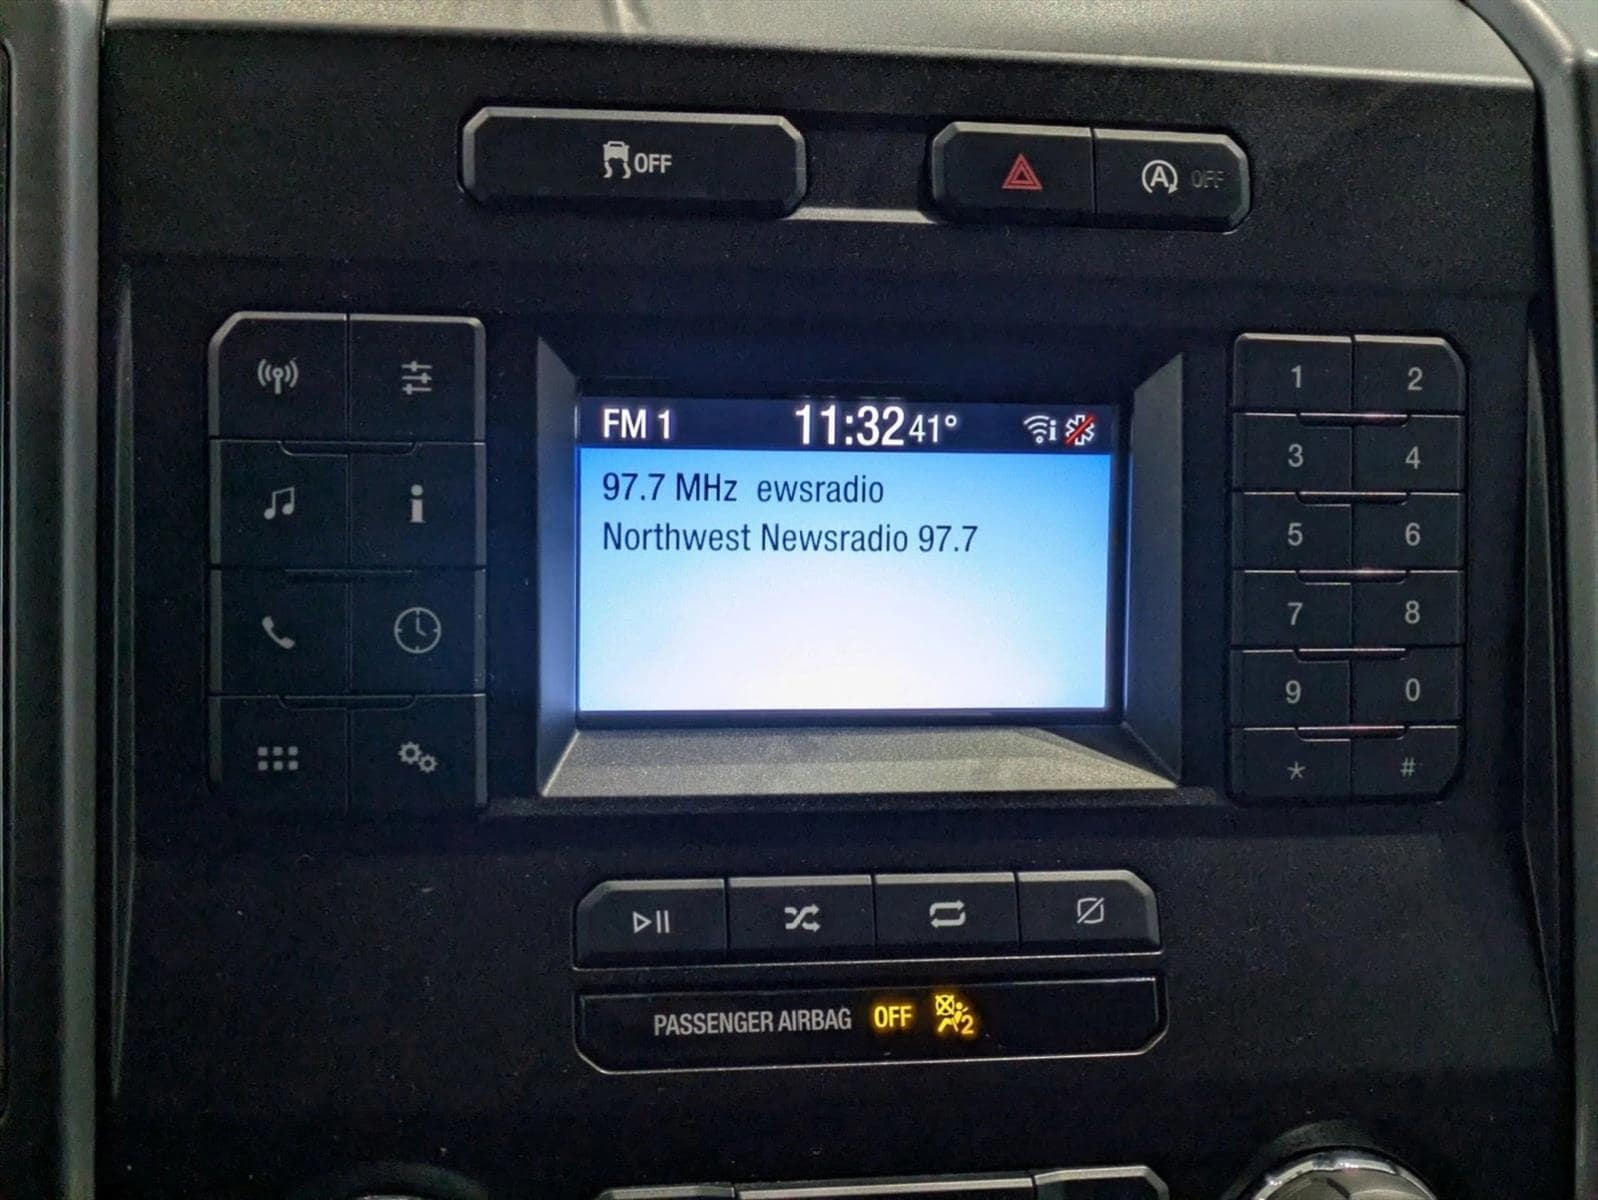 OFF
A OFF
FM 1 11:32 41°
97.7 MHz ewsradio
Northwest Newsradio 97.7
1 2
3 4
5 6
7 8
9 0
* #
PASSENGER AIRBAG OFF 2